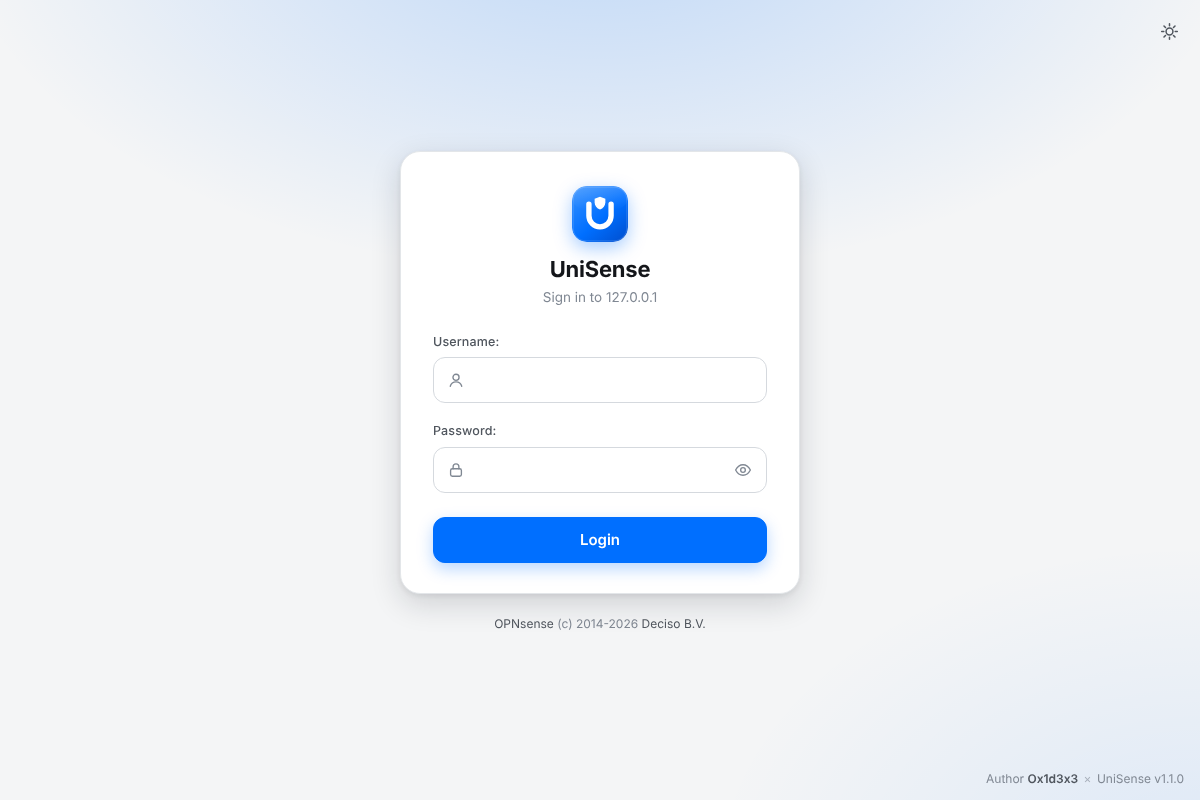 UniSense
Sign in to 127.0.0.1
Username:
Password:
Login
OPNsense (c) 2014-2026 Deciso B.V.
Author Ox1d3x3 × UniSense v1.1.0